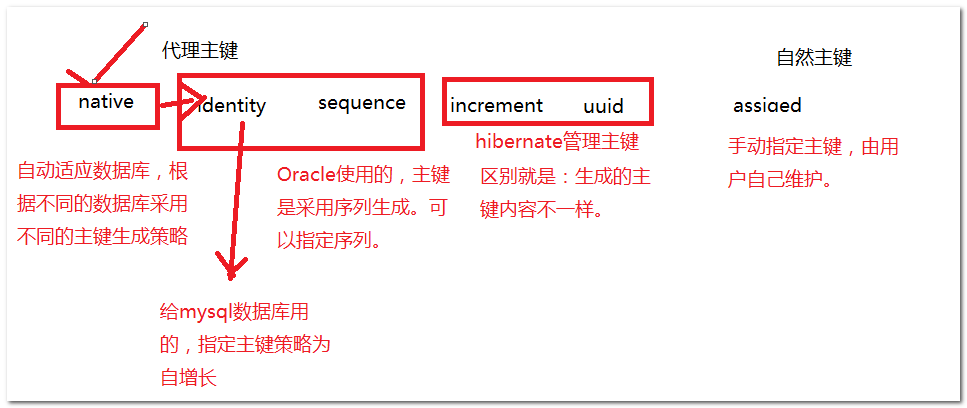 代理主键
自然主键
native
identity
sequence
increment
uuid
assiged
自动适应数据库，根
据不同的数据库采用
不同的主键生成策略
Oracle使用的，主键
是采用序列生成。可
以指定序列。
hibernate管理主键
区别就是：生成的主
键内容不一样。
手动指定主键，由用
户自己维护。
给mysql数据库用
的，指定主键策略为
自增长